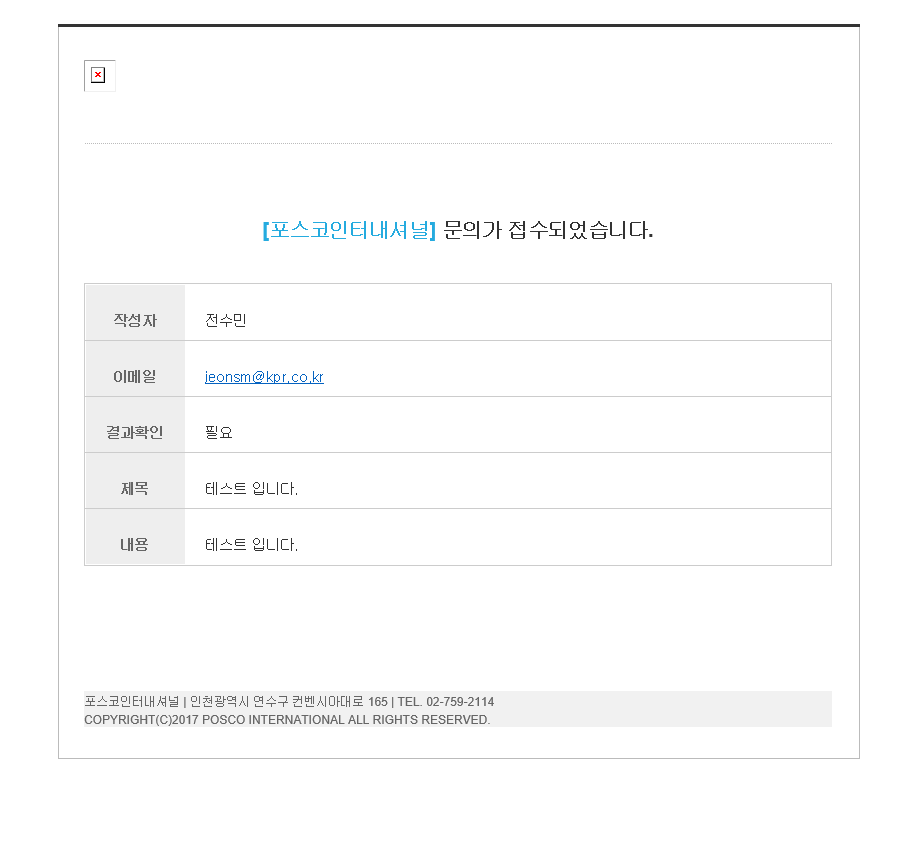 [포스코인터내셔널] 문의가 접수되었습니다.
작성자 전수민
이메일 jeonsm@kpr.co.kr
결과확인 필요
제목 테스트 입니다.
내용 테스트 입니다.
포스코인터내셔널 | 인천광역시 연수구 컨벤시아대로 165 | TEL. 02-759-2114
COPYRIGHT(C)2017 POSCO INTERNATIONAL ALL RIGHTS RESERVED.